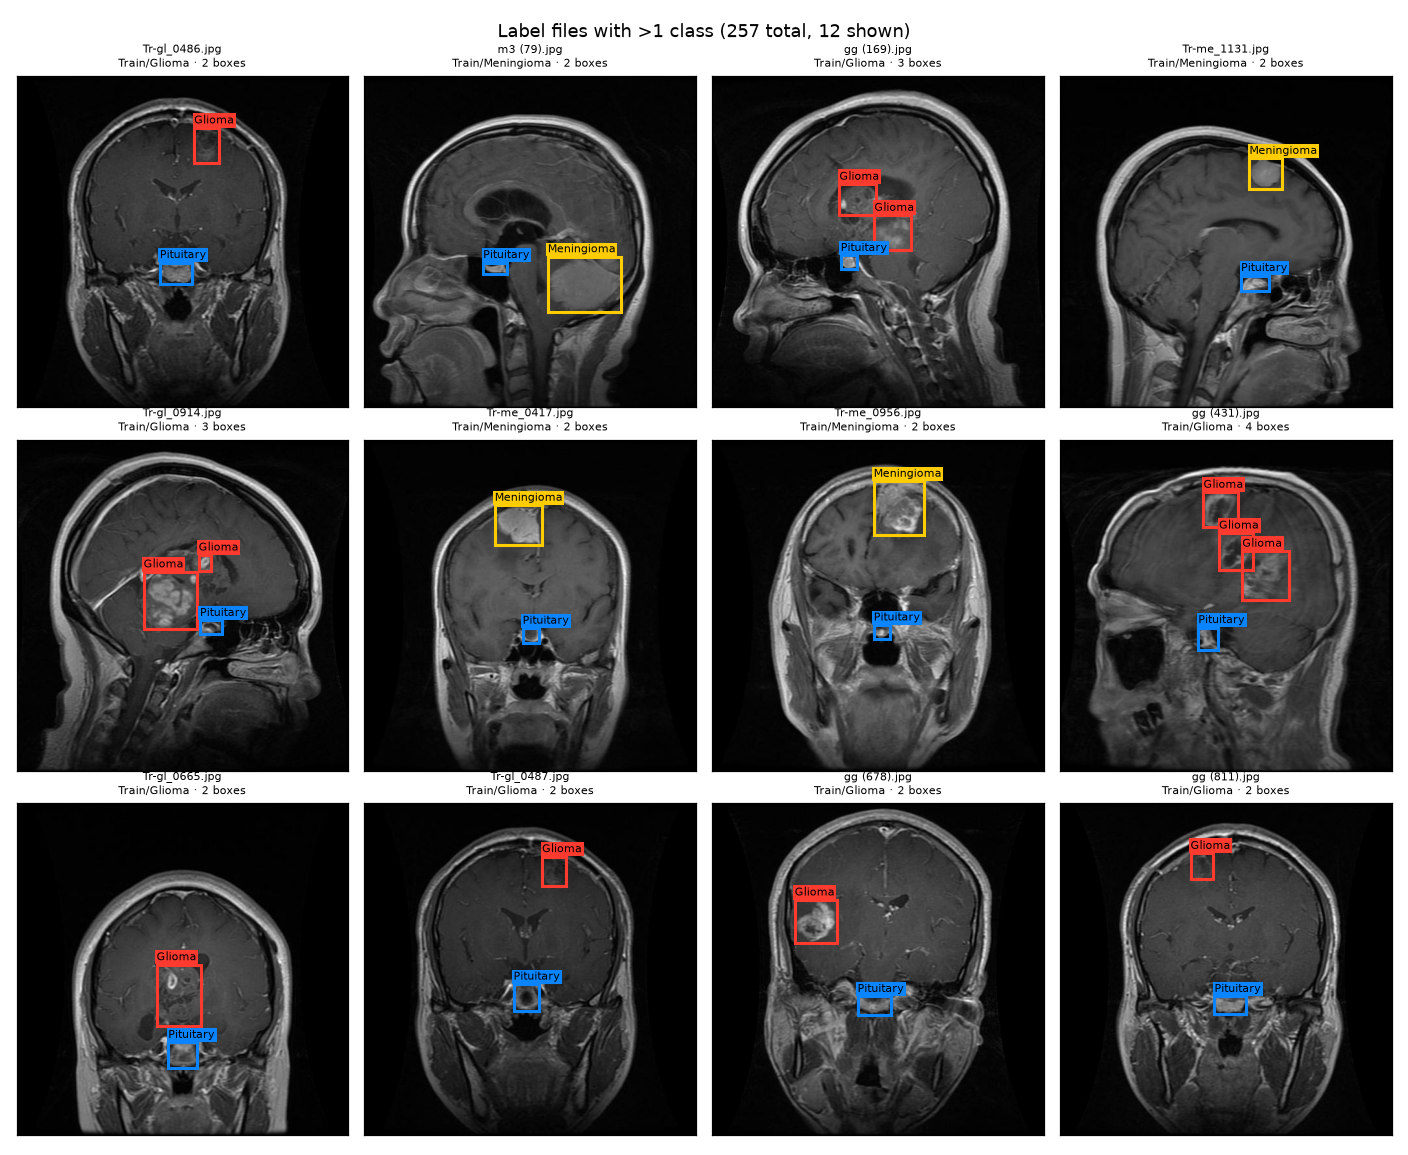 Label files with >1 class (257 total, 12 shown)
Tr-gl_0486.jpg
Train/Glioma · 2 boxes
Glioma
Pituitary
m3 (79).jpg
Train/Meningioma · 2 boxes
Pituitary
Meningioma
gg (169).jpg
Train/Glioma · 3 boxes
Glioma
Glioma
Pituitary
Tr-me_1131.jpg
Train/Meningioma · 2 boxes
Meningioma
Pituitary
Tr-gl_0914.jpg
Train/Glioma · 3 boxes
Glioma
Glioma
Pituitary
Tr-me_0417.jpg
Train/Meningioma · 2 boxes
Meningioma
Pituitary
Tr-me_0956.jpg
Train/Meningioma · 2 boxes
Meningioma
Pituitary
gg (431).jpg
Train/Glioma · 4 boxes
Glioma
Glioma
Glioma
Pituitary
Tr-gl_0665.jpg
Train/Glioma · 2 boxes
Glioma
Pituitary
Tr-gl_0487.jpg
Train/Glioma · 2 boxes
Glioma
Pituitary
gg (678).jpg
Train/Glioma · 2 boxes
Glioma
Pituitary
gg (811).jpg
Train/Glioma · 2 boxes
Glioma
Pituitary